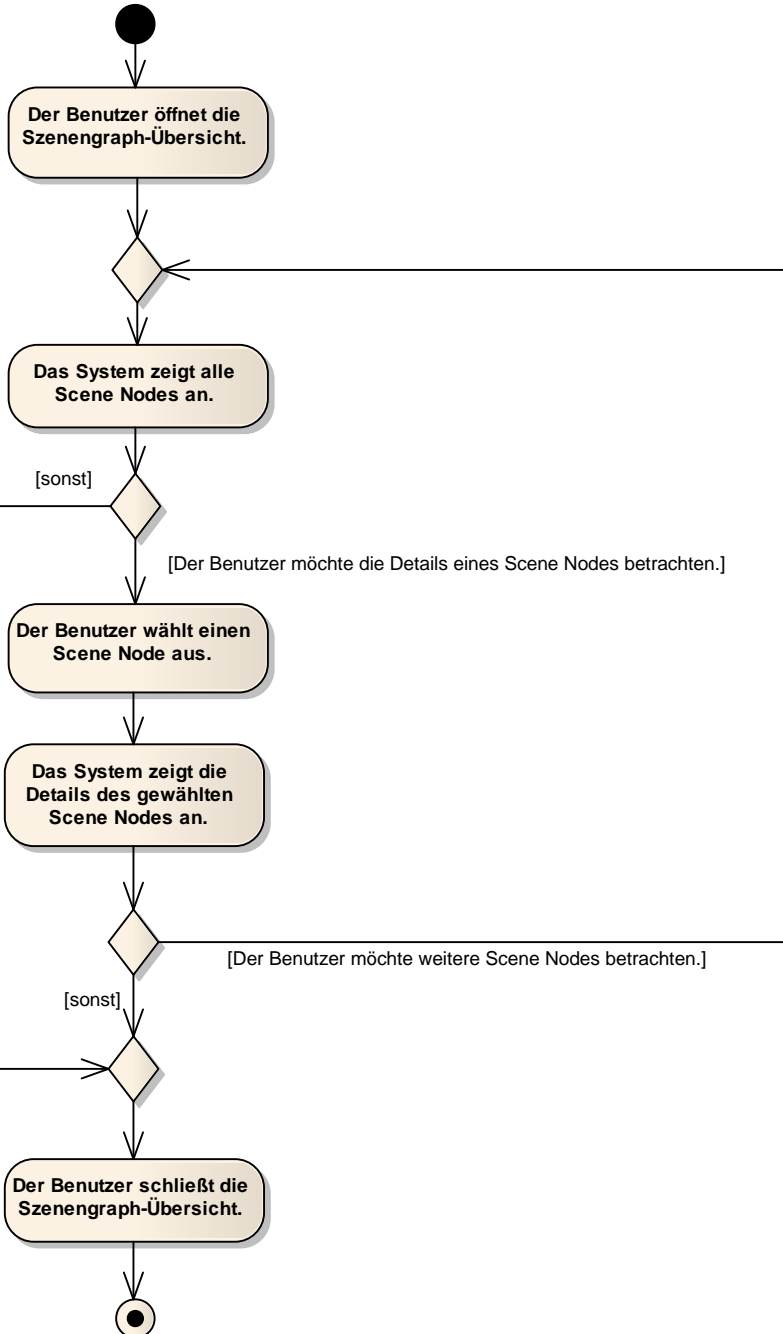 Der Benutzer öffnet die
Szenengraph-Übersicht.
Das System zeigt alle
Scene Nodes an.
[sonst]
[Der Benutzer möchte die Details eines Scene Nodes betrachten.]
Der Benutzer wählt einen
Scene Node aus.
Das System zeigt die
Details des gewählten
Scene Nodes an.
[Der Benutzer möchte weitere Scene Nodes betrachten.]
[sonst]
Der Benutzer schließt die
Szenengraph-Übersicht.